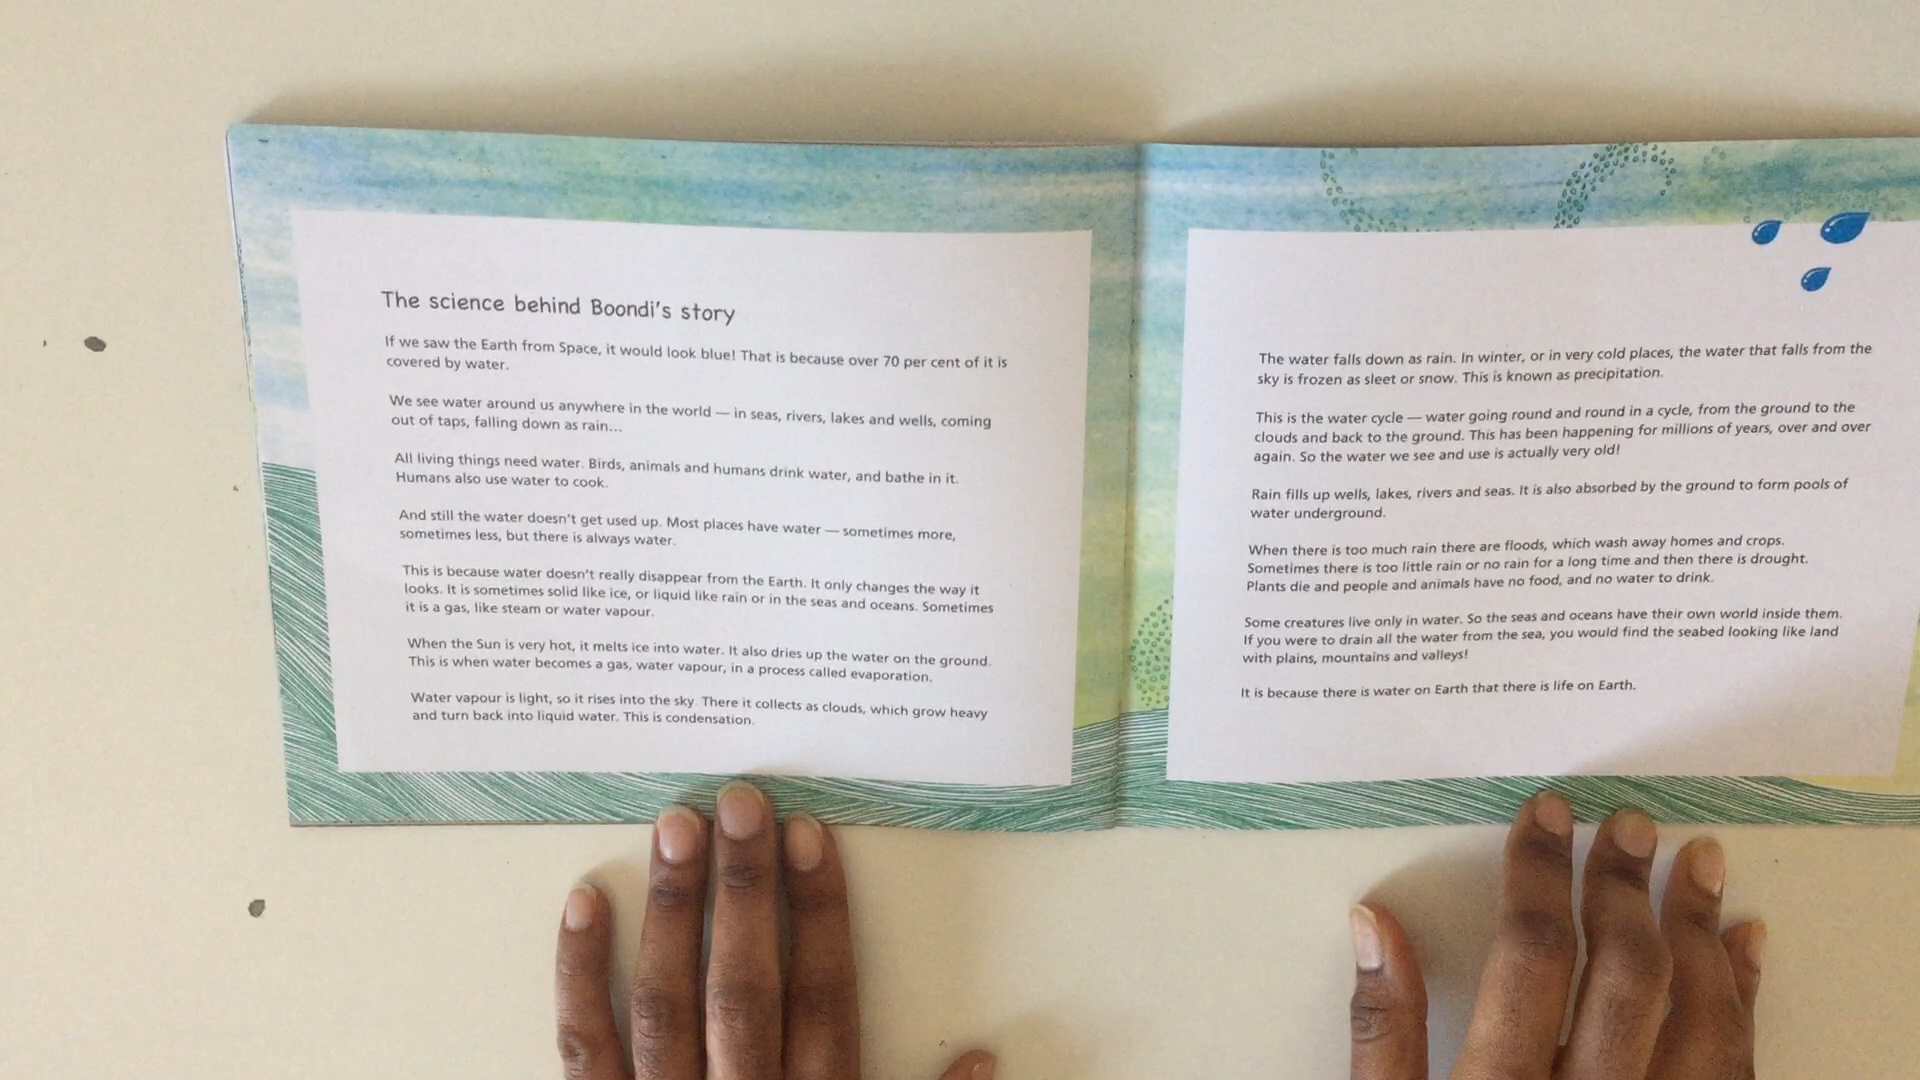 The science behind Boondi's story
If we saw the Earth from Space, it would look blue! That is because over 70 per cent of it is
covered by water.
We see water around us anywhere in the world — in seas, rivers, lakes and wells, coming
out of taps, falling down as rain...
All living things need water. Birds, animals and humans drink water, and bathe in it.
Humans also use water to cook.
And still the water doesn't get used up. Most places have water — sometimes more,
sometimes less, but there is always water.
This is because water doesn't really disappear from the Earth. It only changes the way it
looks. It is sometimes solid like ice, or liquid like rain or in the seas and oceans. Sometimes
it is a gas, like steam or water vapour.
When the Sun is very hot, it melts ice into water. It also dries up the water on the ground.
This is when water becomes a gas, water vapour, in a process called evaporation.
Water vapour is light, so it rises into the sky. There it collects as clouds, which grow heavy
and turn back into liquid water. This is condensation.
The water falls down as rain. In winter, or in very cold places, the water that falls from the
sky is frozen as sleet or snow. This is known as precipitation.
This is the water cycle — water going round and round in a cycle, from the ground to the
clouds and back to the ground. This has been happening for millions of years, over and over
again. So the water we see and use is actually very old!
Rain fills up wells, lakes, rivers and seas. It is also absorbed by the ground to form pools of
water underground.
When there is too much rain there are floods, which wash away homes and crops.
Sometimes there is too little rain or no rain for a long time and then there is drought.
Plants die and people and animals have no food, and no water to drink.
Some creatures live only in water. So the seas and oceans have their own world inside them.
If you were to drain all the water from the sea, you would find the seabed looking like land
with plains, mountains and valleys!
It is because there is water on Earth that there is life on Earth.